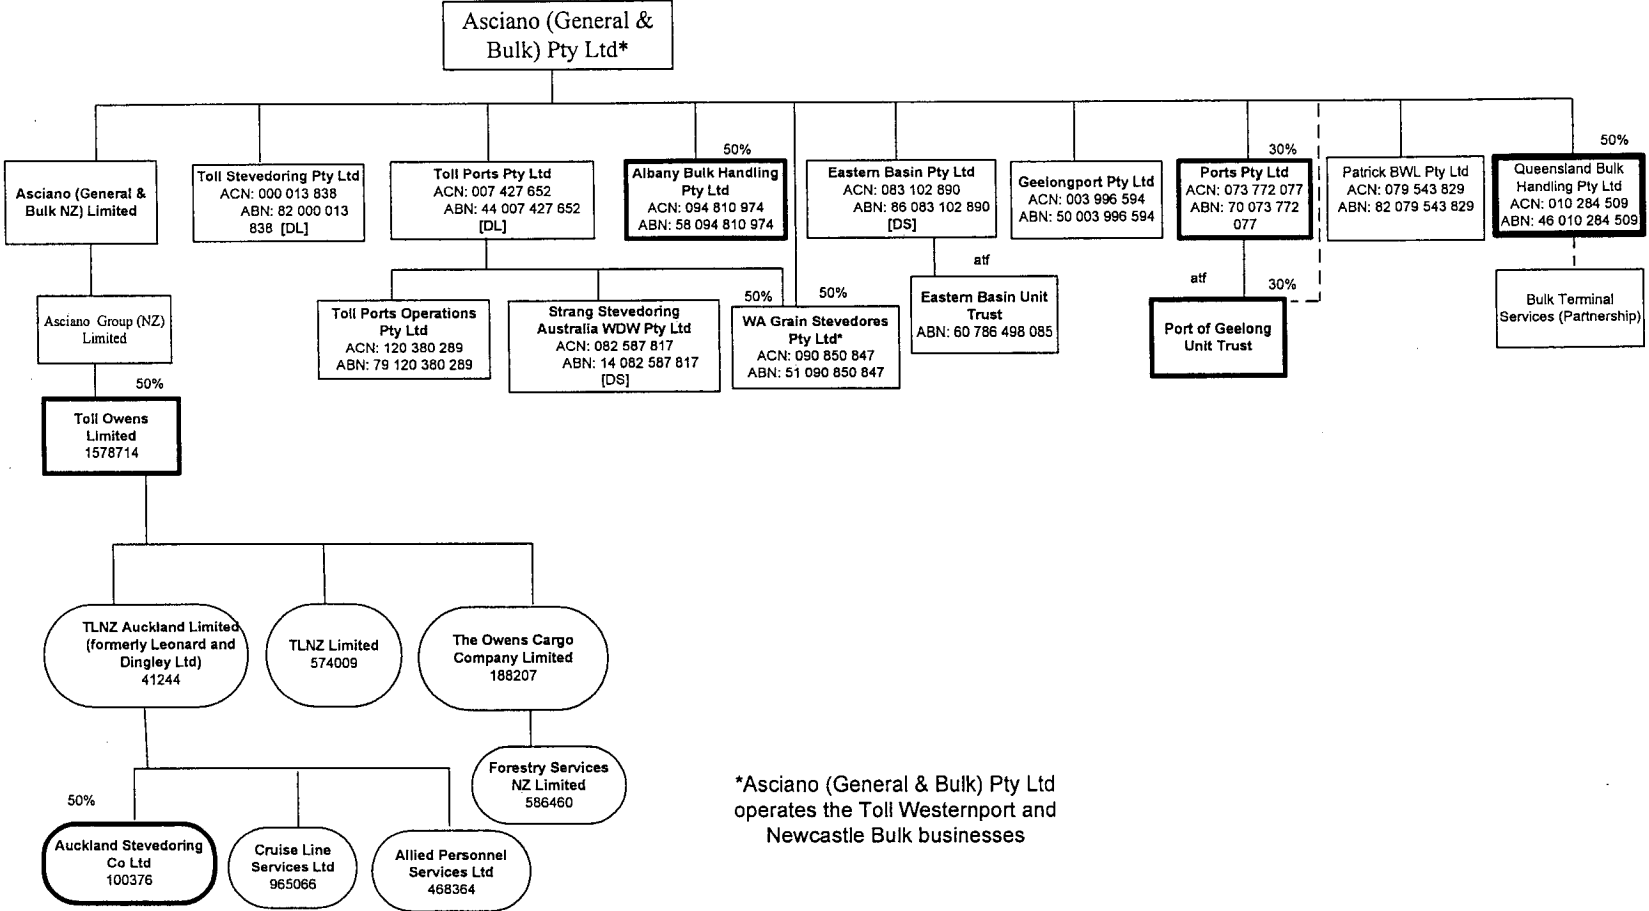 Asciano (General &
Bulk) Pty Ltd*
Asciano (General &
Bulk NZ) Limited
Toll Stevedoring Pty Ltd
ACN: 000 013 838
ABN: 82 000 013
838 [DL]
Toll Ports Pty Ltd
ACN: 007 427 652
ABN: 44 007 427 652
[DL]
50%
Albany Bulk Handling
Pty Ltd
ACN: 094 810 974
ABN: 58 094 810 974
Eastern Basin Pty Ltd
ACN: 083 102 890
ABN: 86 083 102 890
[DS]
Geelongport Pty Ltd
ACN: 003 996 594
ABN: 50 003 996 594
30%
Ports Pty Ltd
ACN: 073 772 077
ABN: 70 073 772
077
Patrick BWL Pty Ltd
ACN: 079 543 829
ABN: 82 079 543 829
50%
Queensland Bulk
Handling Pty Ltd
ACN: 010 284 509
ABN: 46 010 284 509
Asciano Group (NZ)
Limited
Toll Ports Operations
Pty Ltd
ACN: 120 380 289
ABN: 79 120 380 289
Strang Stevedoring
Australia WDW Pty Ltd
ACN: 082 587 817
ABN: 14 082 587 817
[DS]
50%
50%
WA Grain Stevedores
Pty Ltd*
ACN: 090 850 847
ABN: 51 090 850 847
atf
Eastern Basin Unit
Trust
ABN: 60 786 498 085
atf
30%
Port of Geelong
Unit Trust
Bulk Terminal
Services (Partnership)
50%
Toll Owens
Limited
1578714
TLNZ Auckland Limited
(formerly Leonard and
Dingley Ltd)
41244
TLNZ Limited
574009
The Owens Cargo
Company Limited
188207
Forestry Services
NZ Limited
586460
50%
Auckland Stevedoring
Co Ltd
100376
Cruise Line
Services Ltd
965066
Allied Personnel
Services Ltd
468364
*Asciano (General & Bulk) Pty Ltd
operates the Toll Westernport and
Newcastle Bulk businesses